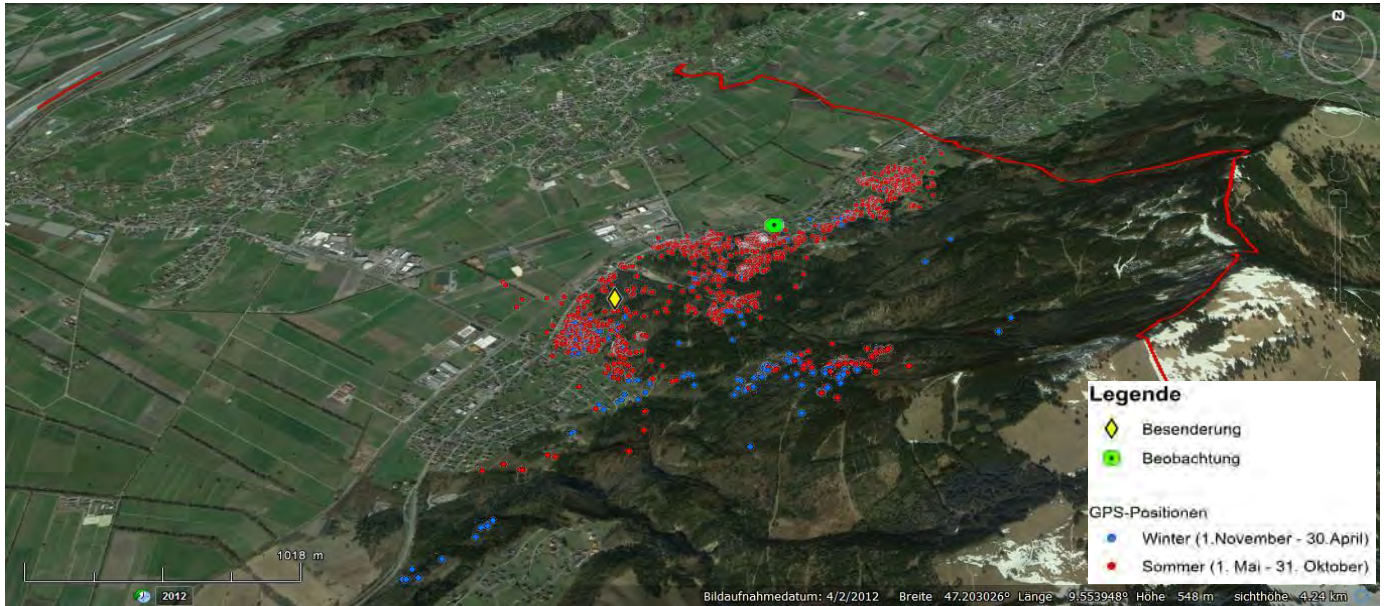 N
Legende
Besenderung
Beobachtung
GPS-Positionen
Winter (1.November - 30.April)
Sommer (1. Mai - 31. Oktober)
1018 m
2012
Bildaufnahmedatum: 4/2/2012 Breite 47.203026° Länge 9.553948° Höhe 548 m sichthöhe 4.24 km